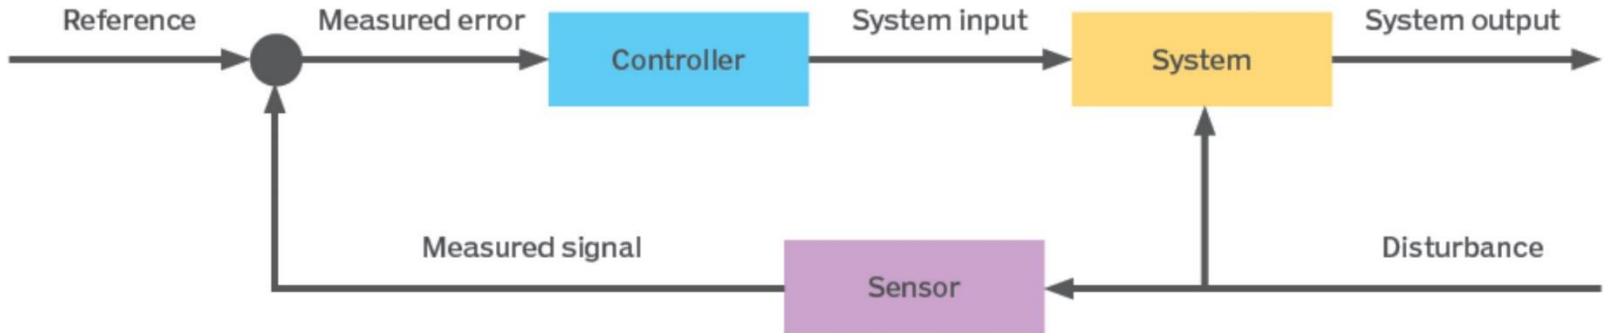 Reference
Measured error
Controller
System input
System
System output
Measured signal
Sensor
Disturbance